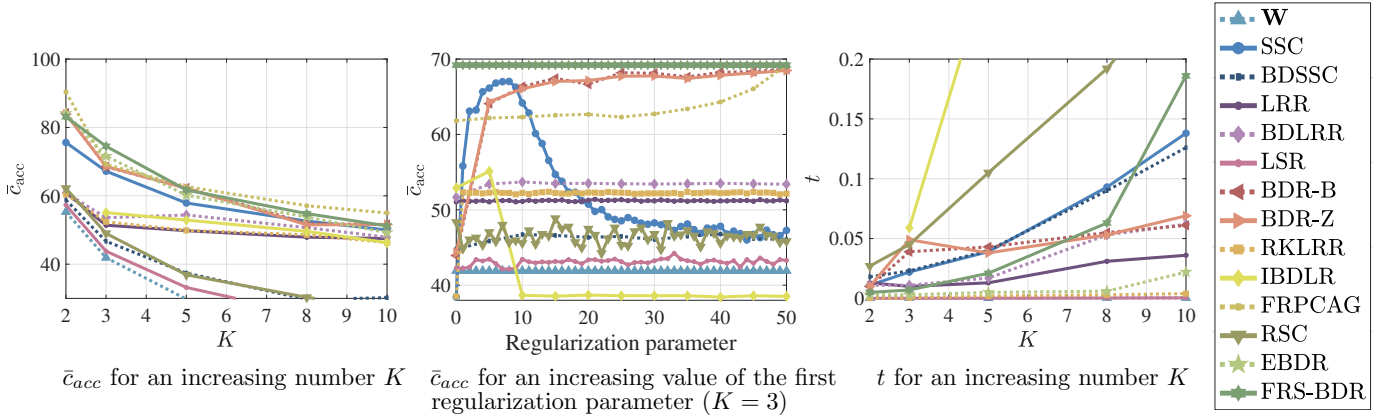 100
80
60
40
2 3 4 5 6 7 8 9 10
c̄acc
K
c̄acc for an increasing number K
70
60
50
40
0 10 20 30 40 50
c̄acc
Regularization parameter
c̄acc for an increasing value of the first
regularization parameter (K = 3)
0.2
0.15
0.1
0.05
0
2 3 4 5 6 7 8 9 10
t
K
t for an increasing number K
W
SSC
BDSSC
LRR
BDLRR
LSR
BDR-B
BDR-Z
RKLRR
IBDLR
FRPCAG
RSC
EBDR
FRS-BDR